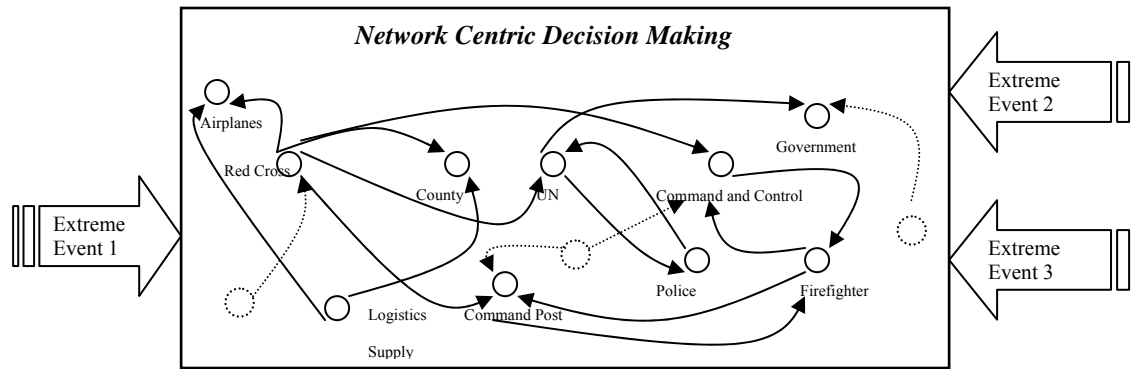 Network Centric Decision Making
Extreme
Event 1
Extreme
Event 2
Extreme
Event 3
Airplanes
Red Cross
County
UN
Government
Command and Control
Logistics
Supply
Command Post
Police
Firefighter